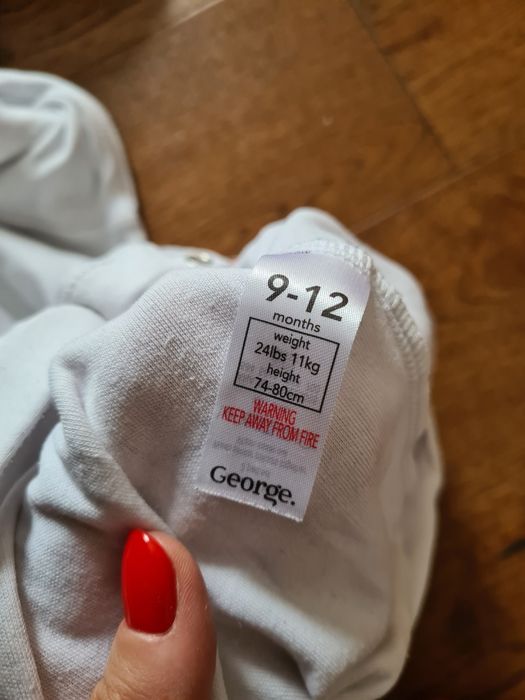 9-12
months
weight
24lbs 11kg
height
74-80cm
WARNING
KEEP AWAY FROM FIRE
George.